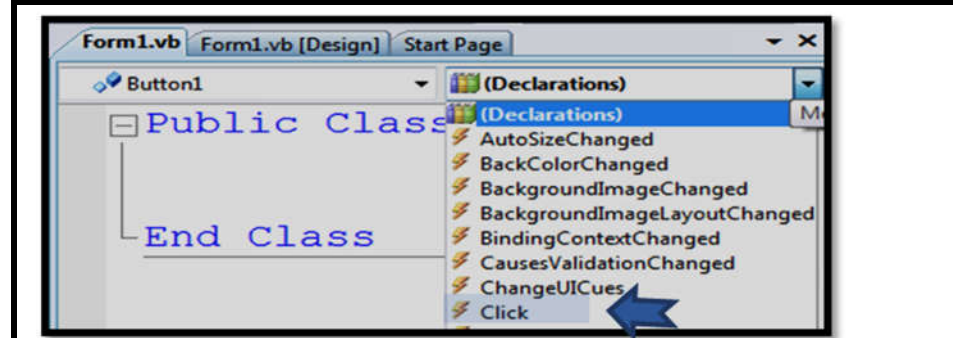 Form1.vb Form1.vb [Design] Start Page
Button1 (Declarations)
Public Class (Declarations)
AutoSizeChanged
BackColorChanged
BackgroundImageChanged
BackgroundImageLayoutChanged
End Class BindingContextChanged
CausesValidationChanged
ChangeUICues
Click